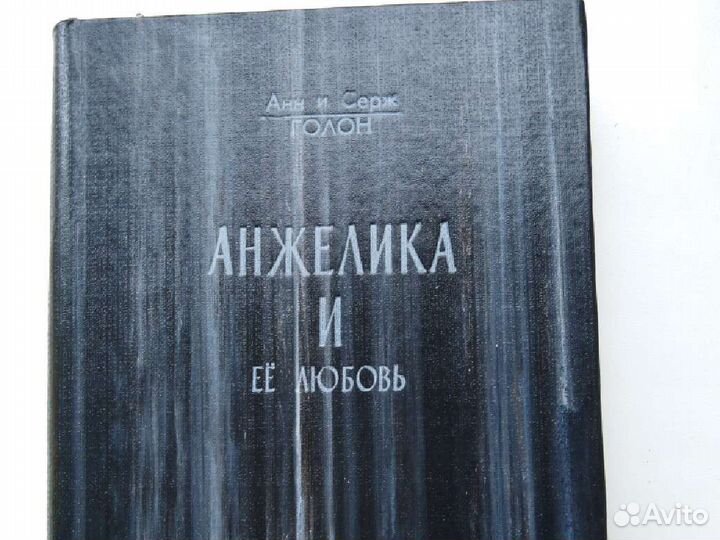 Анн и Серж
ГОЛОН
АНЖЕЛИКА
И
ЕЁ ЛЮБОВЬ
Avito